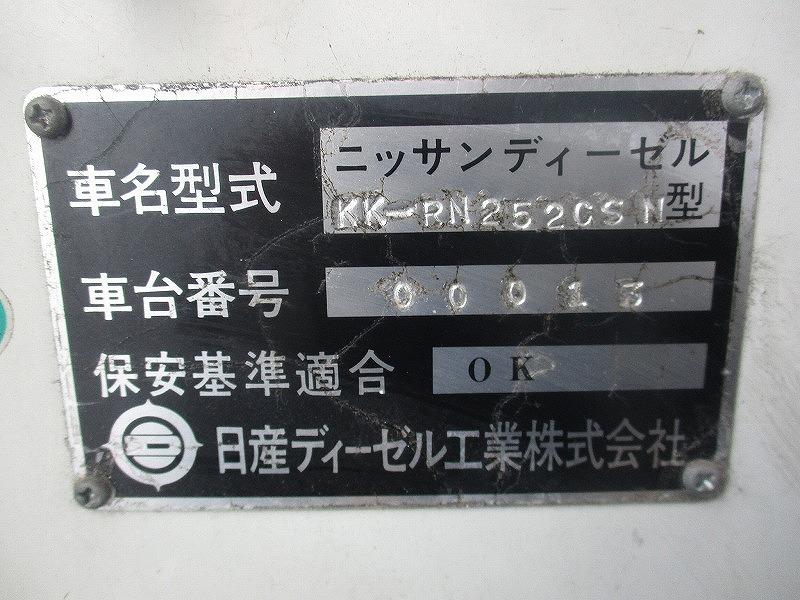 車名型式 ニッサンディーゼル
KK-RN252CSN型
車台番号 00013
保安基準適合 OK
日産ディーゼル工業株式会社